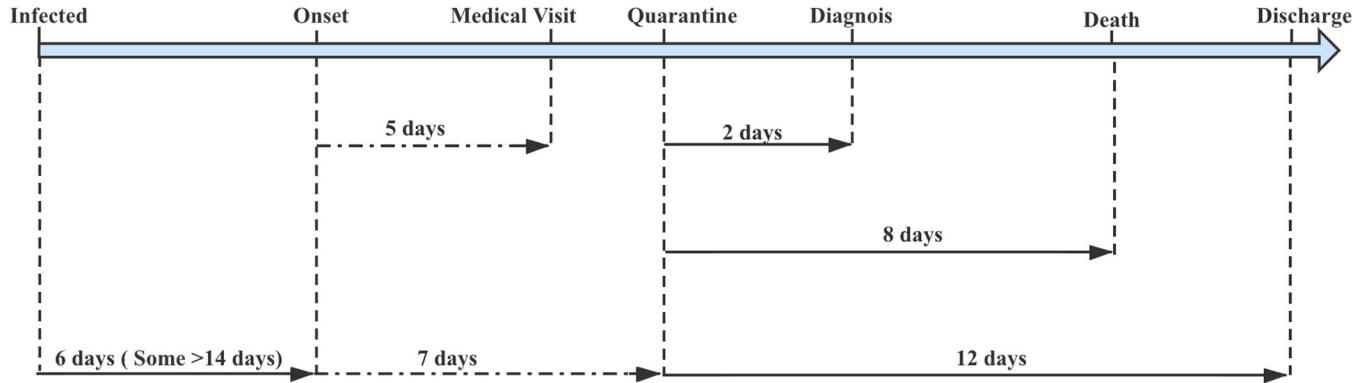 Infected Onset Medical Visit Quarantine Diagnois Death Discharge
5 days 2 days
8 days
6 days ( Some >14 days) 7 days 12 days